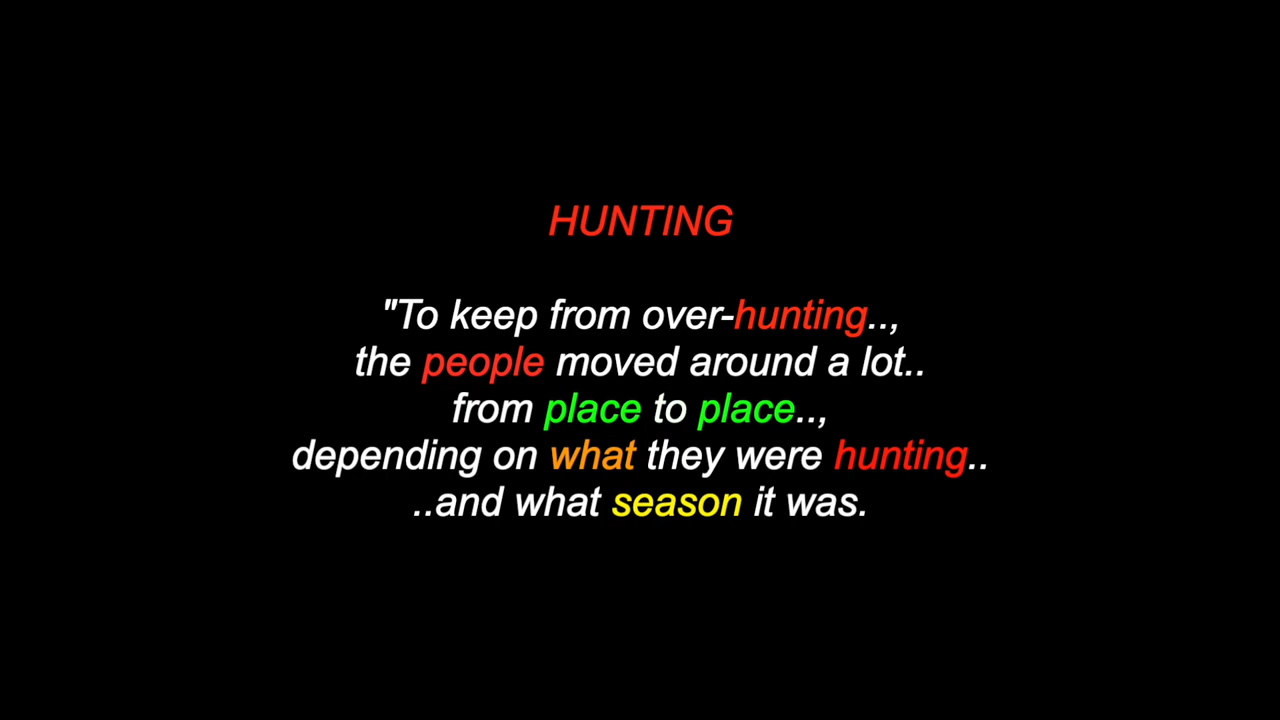 HUNTING
"To keep from over-hunting..,
the people moved around a lot..
from place to place..,
depending on what they were hunting..
..and what season it was.